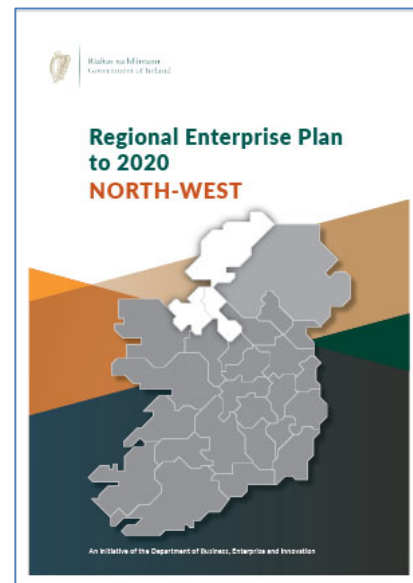 Rialtas na hÉireann
Government of Ireland
Regional Enterprise Plan
to 2020
NORTH-WEST
An Initiative of the Department of Business, Enterprise and Innovation